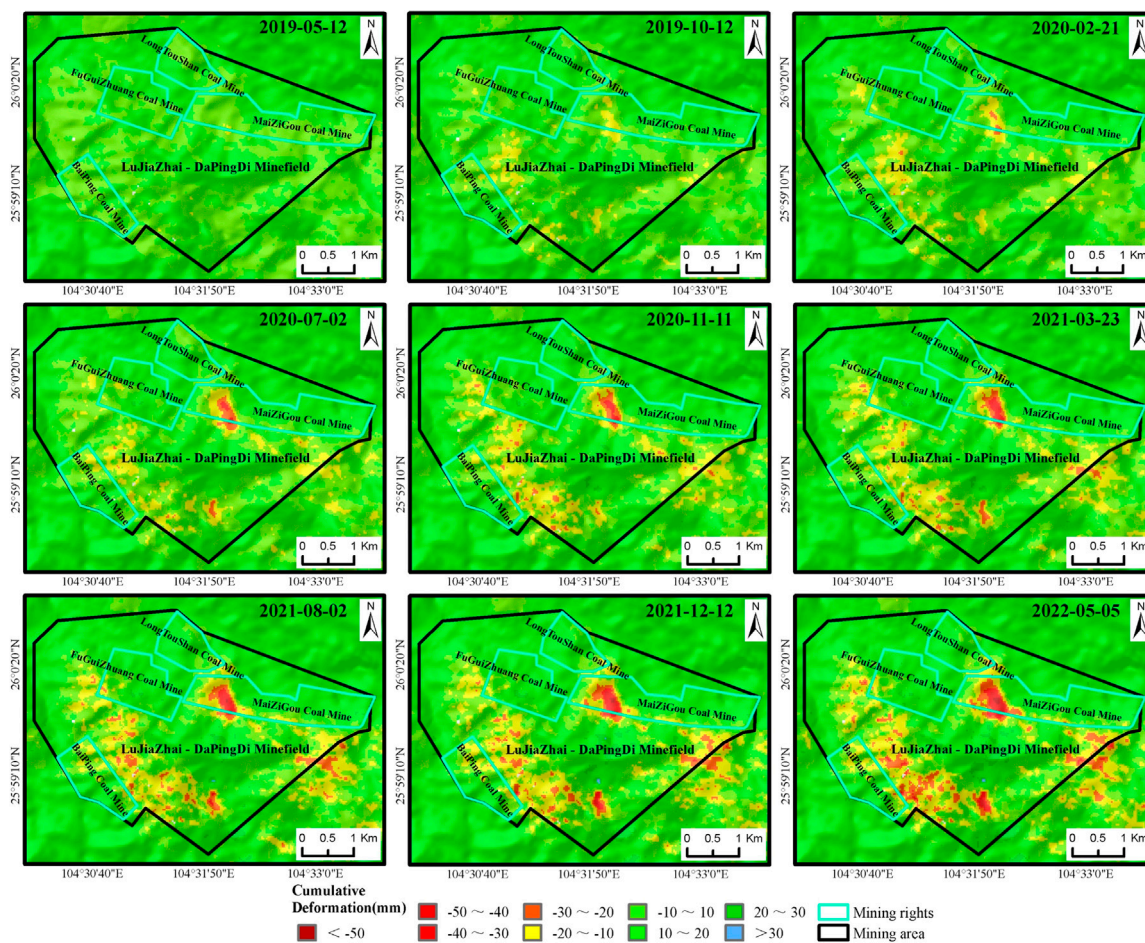 2019-05-12
N
LongTouShan Coal Mine
FuGuiZhuang Coal Mine
MaiZiGou Coal Mine
LuJiaZhai - DaPingDi Minefield
BaiPing Coal Mine
26°0'20"N
25°59'10"N
0 0.5 1 Km
104°30'40"E 104°31'50"E 104°33'00"E
2019-10-12
N
LongTouShan Coal Mine
FuGuiZhuang Coal Mine
MaiZiGou Coal Mine
LuJiaZhai - DaPingDi Minefield
BaiPing Coal Mine
26°0'20"N
25°59'10"N
0 0.5 1 Km
104°30'40"E 104°31'50"E 104°33'00"E
2020-02-21
N
LongTouShan Coal Mine
FuGuiZhuang Coal Mine
MaiZiGou Coal Mine
LuJiaZhai - DaPingDi Minefield
BaiPing Coal Mine
26°0'20"N
25°59'10"N
0 0.5 1 Km
104°30'40"E 104°31'50"E 104°33'00"E
2020-07-02
N
LongTouShan Coal Mine
FuGuiZhuang Coal Mine
MaiZiGou Coal Mine
LuJiaZhai - DaPingDi Minefield
BaiPing Coal Mine
26°0'20"N
25°59'10"N
0 0.5 1 Km
104°30'40"E 104°31'50"E 104°33'00"E
2020-11-11
N
LongTouShan Coal Mine
FuGuiZhuang Coal Mine
MaiZiGou Coal Mine
LuJiaZhai - DaPingDi Minefield
BaiPing Coal Mine
26°0'20"N
25°59'10"N
0 0.5 1 Km
104°30'40"E 104°31'50"E 104°33'00"E
2021-03-23
N
LongTouShan Coal Mine
FuGuiZhuang Coal Mine
MaiZiGou Coal Mine
LuJiaZhai - DaPingDi Minefield
BaiPing Coal Mine
26°0'20"N
25°59'10"N
0 0.5 1 Km
104°30'40"E 104°31'50"E 104°33'00"E
2021-08-02
N
LongTouShan Coal Mine
FuGuiZhuang Coal Mine
MaiZiGou Coal Mine
LuJiaZhai - DaPingDi Minefield
BaiPing Coal Mine
26°0'20"N
25°59'10"N
0 0.5 1 Km
104°30'40"E 104°31'50"E 104°33'00"E
2021-12-12
N
LongTouShan Coal Mine
FuGuiZhuang Coal Mine
MaiZiGou Coal Mine
LuJiaZhai - DaPingDi Minefield
BaiPing Coal Mine
26°0'20"N
25°59'10"N
0 0.5 1 Km
104°30'40"E 104°31'50"E 104°33'00"E
2022-05-05
N
LongTouShan Coal Mine
FuGuiZhuang Coal Mine
MaiZiGou Coal Mine
LuJiaZhai - DaPingDi Minefield
BaiPing Coal Mine
26°0'20"N
25°59'10"N
0 0.5 1 Km
104°30'40"E 104°31'50"E 104°33'00"E
Cumulative
Deformation(mm)
< -50
-50 ~ -40
-40 ~ -30
-30 ~ -20
-20 ~ -10
-10 ~ 10
10 ~ 20
20 ~ 30
>30
Mining rights
Mining area